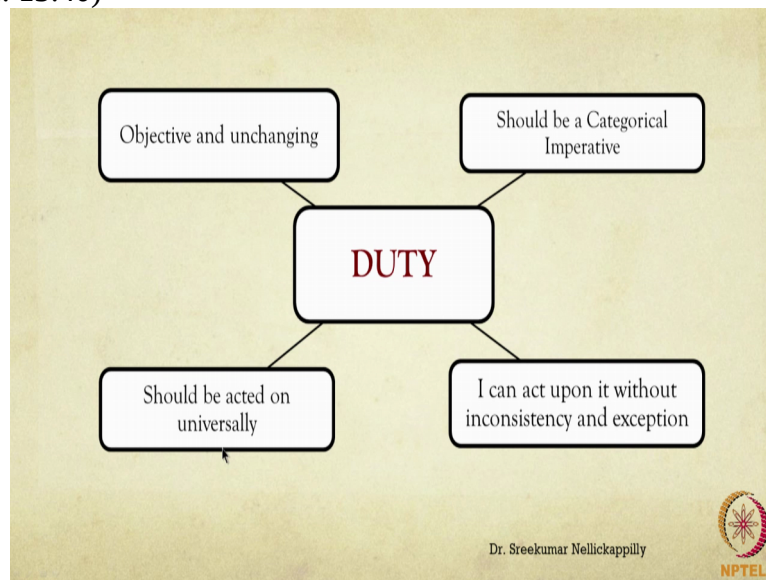 Objective and unchanging
Should be a Categorical
Imperative
DUTY
Should be acted on
universally
I can act upon it without
inconsistency and exception
Dr. Sreekumar Nellickappilly
NPTEL